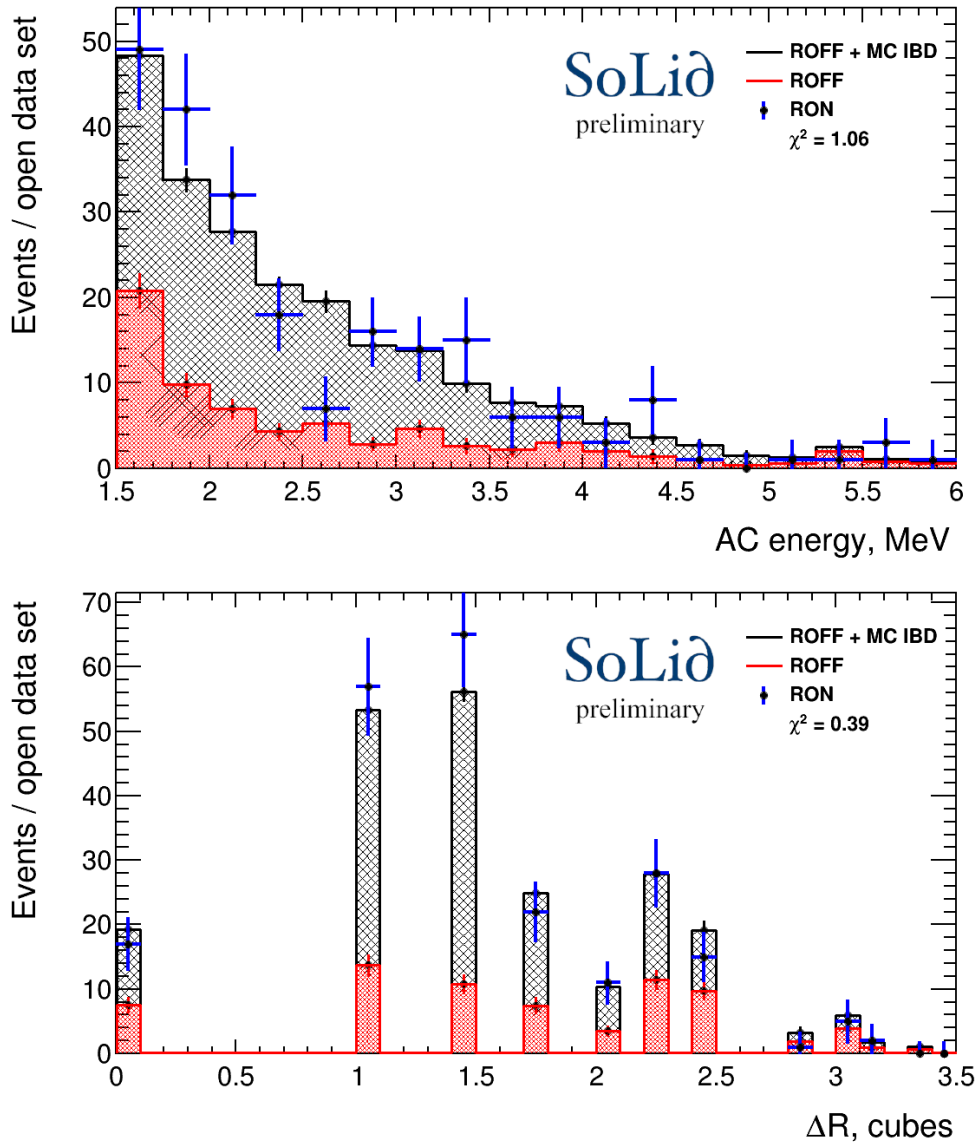 Events / open data set
50
40
30
20
10
0
SoLid
preliminary
ROFF + MC IBD
ROFF
RON
χ² = 1.06
1.5 2 2.5 3 3.5 4 4.5 5 5.5 6
AC energy, MeV
Events / open data set
70
60
50
40
30
20
10
0
SoLid
preliminary
ROFF + MC IBD
ROFF
RON
χ² = 0.39
0 0.5 1 1.5 2 2.5 3 3.5
ΔR, cubes